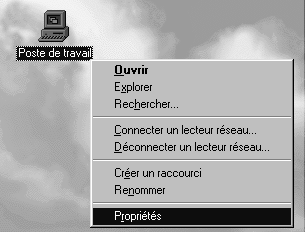 Poste de travail
Ouvrir
Explorer
Rechercher...
Connecter un lecteur réseau...
Déconnecter un lecteur réseau...
Créer un raccourci
Renommer
Propriétés